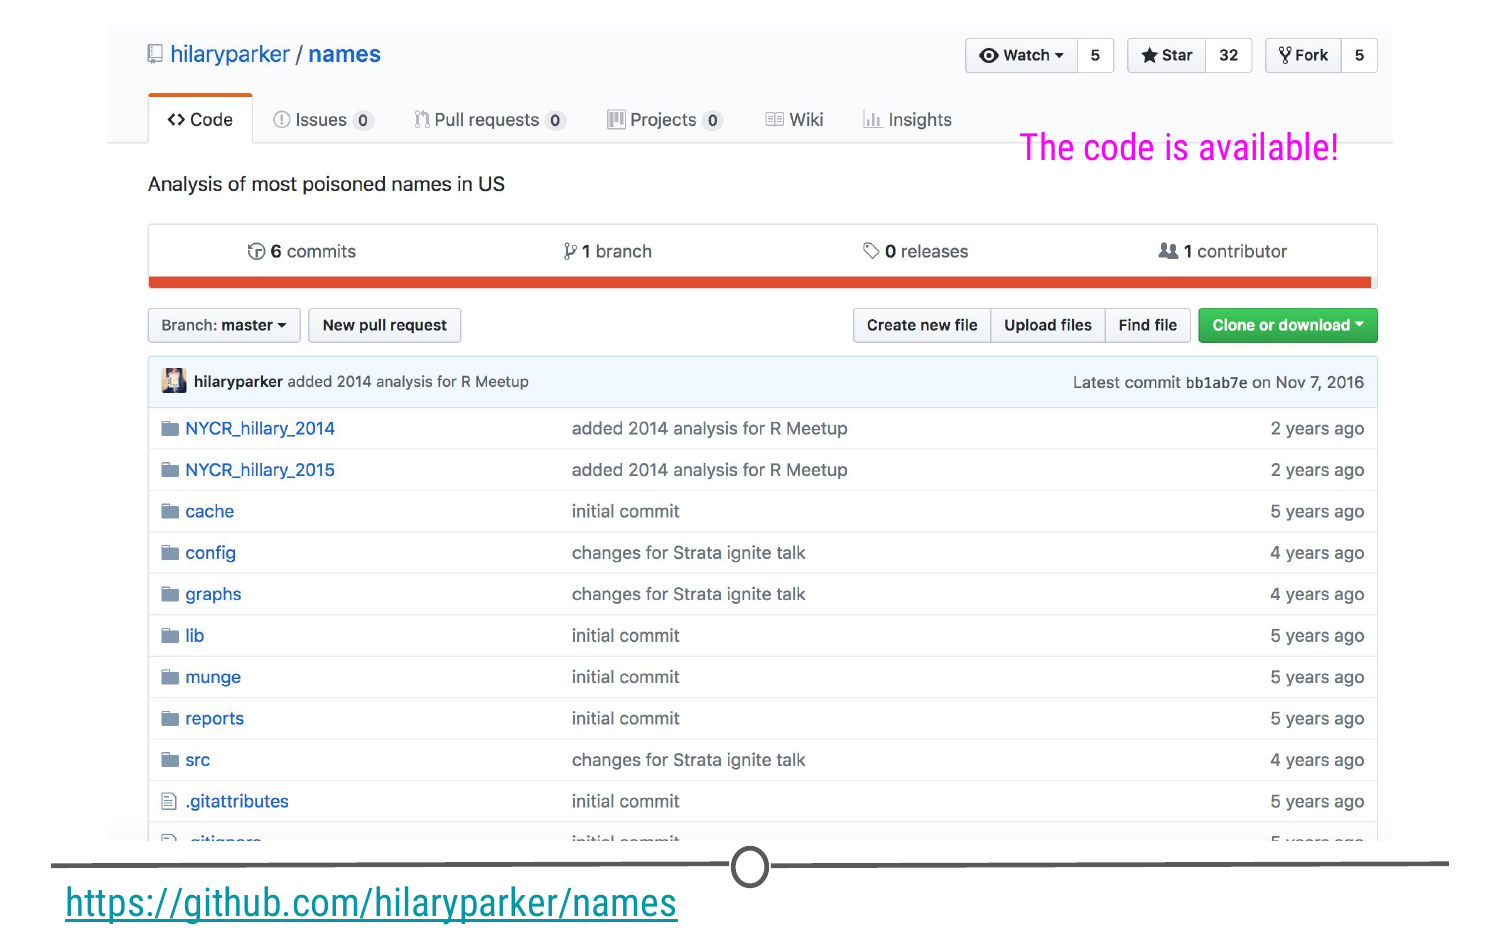 hilaryparker / names
Watch 5 Star 32 Fork 5
Code Issues 0 Pull requests 0 Projects 0 Wiki Insights
The code is available!
Analysis of most poisoned names in US
6 commits 1 branch 0 releases 1 contributor
Branch: master New pull request Create new file Upload files Find file Clone or download
hilaryparker added 2014 analysis for R Meetup Latest commit bb1ab7e on Nov 7, 2016
NYCR_hillary_2014 added 2014 analysis for R Meetup 2 years ago
NYCR_hillary_2015 added 2014 analysis for R Meetup 2 years ago
cache initial commit 5 years ago
config changes for Strata ignite talk 4 years ago
graphs changes for Strata ignite talk 4 years ago
lib initial commit 5 years ago
munge initial commit 5 years ago
reports initial commit 5 years ago
src changes for Strata ignite talk 4 years ago
.gitattributes initial commit 5 years ago
.gitignore initial commit 5 years ago
https://github.com/hilaryparker/names